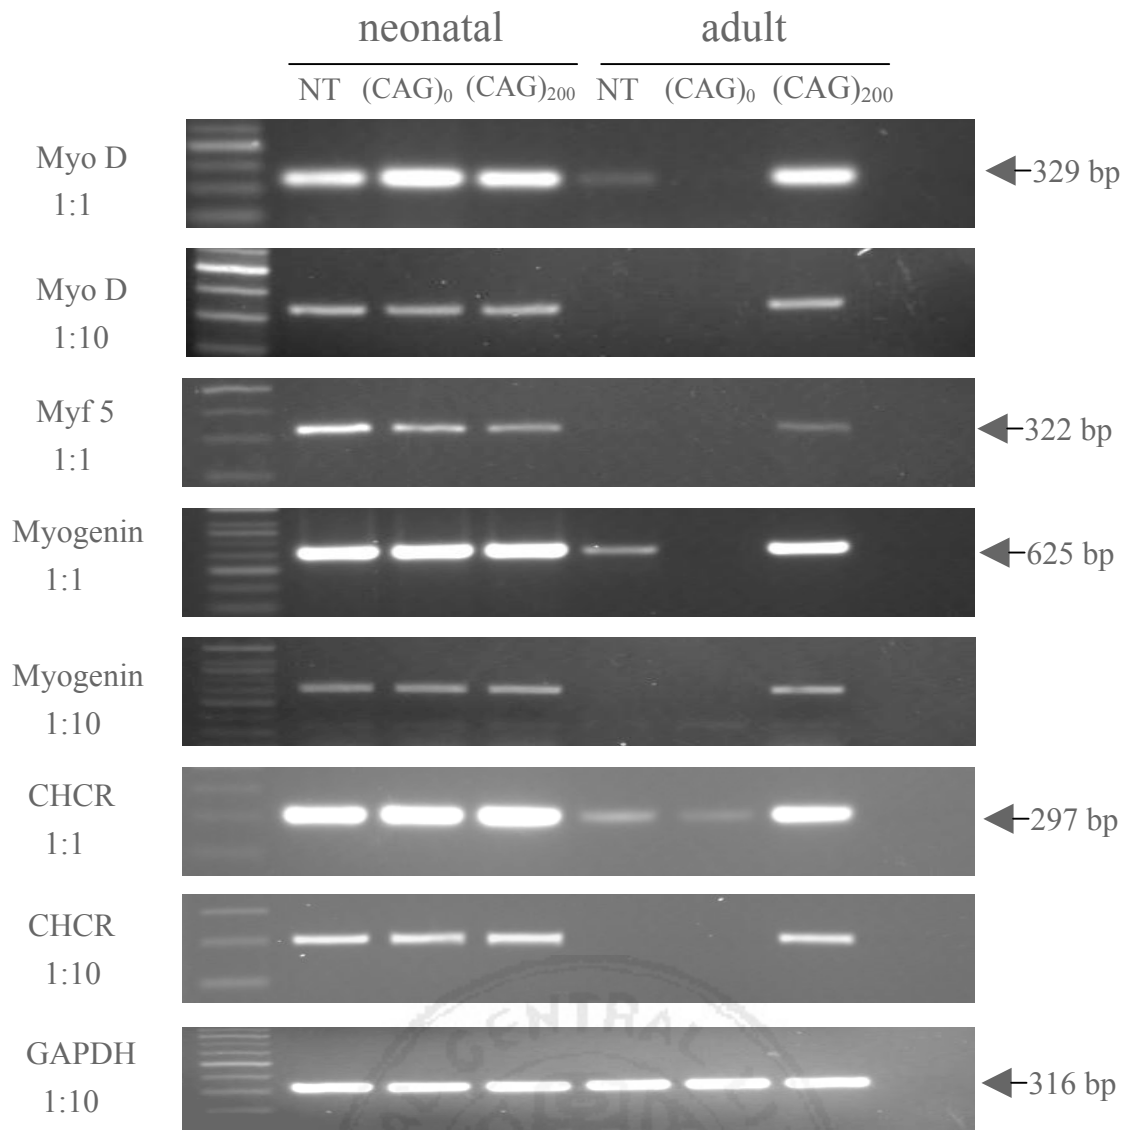 neonatal adult
NT (CAG)₀ (CAG)₂₀₀ NT (CAG)₀ (CAG)₂₀₀
Myo D
1:1
329 bp
Myo D
1:10
Myf 5
1:1
322 bp
Myogenin
1:1
625 bp
Myogenin
1:10
CHCR
1:1
297 bp
CHCR
1:10
CENTRAL
GAPDH
1:10
316 bp